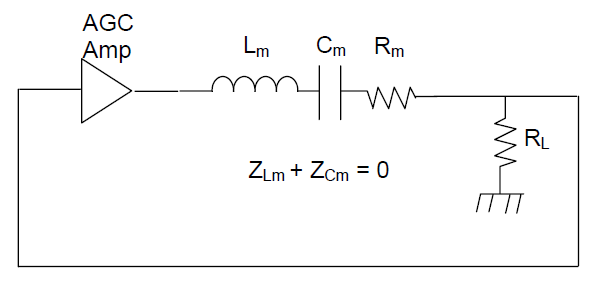 AGC
Amp
Lm
Cm
Rm
RL
ZLm + ZCm = 0